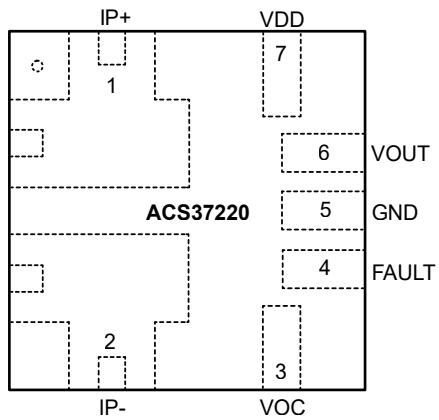 IP+ VDD
1 7
6 VOUT
ACS37220 5 GND
4 FAULT
2 3
IP- VOC